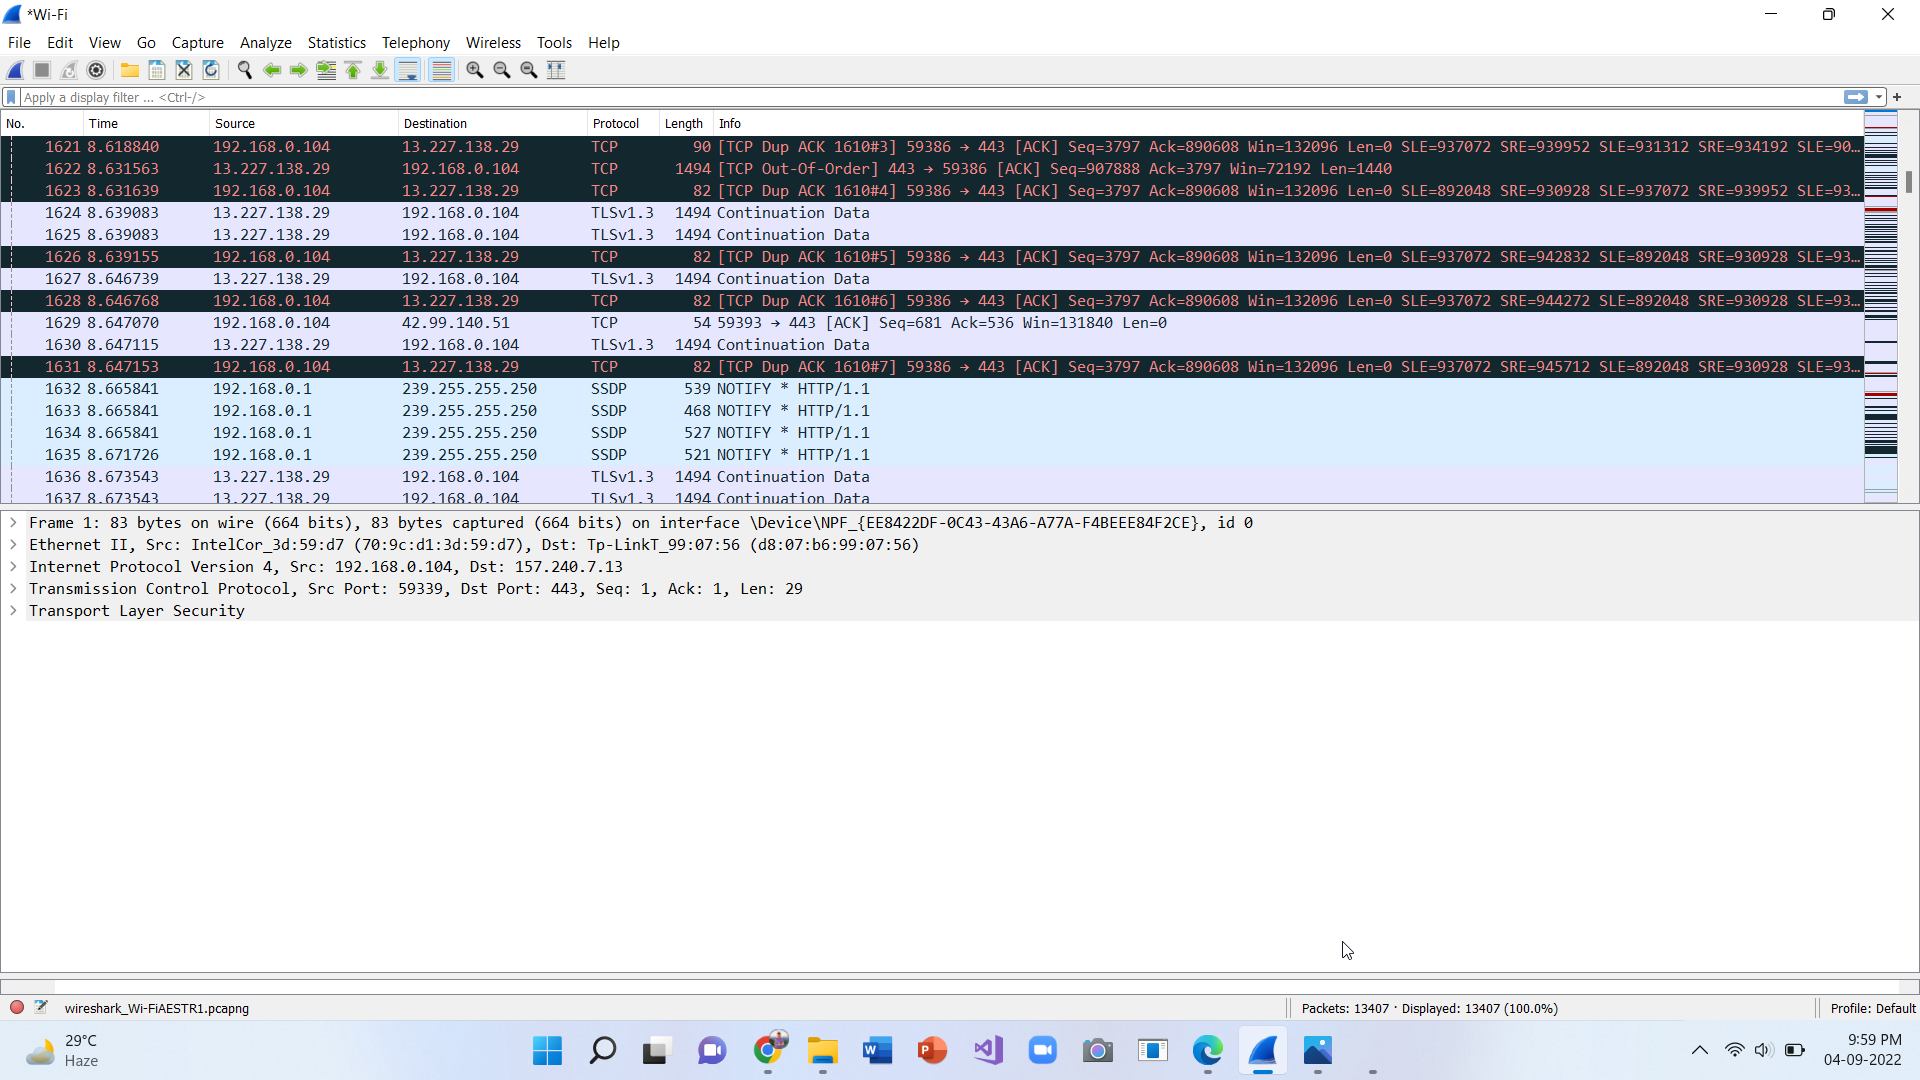 *Wi-Fi
File Edit View Go Capture Analyze Statistics Telephony Wireless Tools Help
Apply a display filter ... <Ctrl-/>
No. Time Source Destination Protocol Length Info
1621 8.618840 192.168.0.104 13.227.138.29 TCP 90 [TCP Dup ACK 1610#3] 59386 → 443 [ACK] Seq=3797 Ack=890608 Win=132096 Len=0 SLE=937072 SRE=939952 SLE=931312 SRE=934192 SLE=90…
1622 8.631563 13.227.138.29 192.168.0.104 TCP 1494 [TCP Out-Of-Order] 443 → 59386 [ACK] Seq=907888 Ack=3797 Win=72192 Len=1440
1623 8.631639 192.168.0.104 13.227.138.29 TCP 82 [TCP Dup ACK 1610#4] 59386 → 443 [ACK] Seq=3797 Ack=890608 Win=132096 Len=0 SLE=892048 SRE=930928 SLE=937072 SRE=939952 SLE=93…
1624 8.639083 13.227.138.29 192.168.0.104 TLSv1.3 1494 Continuation Data
1625 8.639083 13.227.138.29 192.168.0.104 TLSv1.3 1494 Continuation Data
1626 8.639155 192.168.0.104 13.227.138.29 TCP 82 [TCP Dup ACK 1610#5] 59386 → 443 [ACK] Seq=3797 Ack=890608 Win=132096 Len=0 SLE=937072 SRE=942832 SLE=892048 SRE=930928 SLE=93…
1627 8.646739 13.227.138.29 192.168.0.104 TLSv1.3 1494 Continuation Data
1628 8.646768 192.168.0.104 13.227.138.29 TCP 82 [TCP Dup ACK 1610#6] 59386 → 443 [ACK] Seq=3797 Ack=890608 Win=132096 Len=0 SLE=937072 SRE=944272 SLE=892048 SRE=930928 SLE=93…
1629 8.647070 192.168.0.104 42.99.140.51 TCP 54 59393 → 443 [ACK] Seq=681 Ack=536 Win=131840 Len=0
1630 8.647115 13.227.138.29 192.168.0.104 TLSv1.3 1494 Continuation Data
1631 8.647153 192.168.0.104 13.227.138.29 TCP 82 [TCP Dup ACK 1610#7] 59386 → 443 [ACK] Seq=3797 Ack=890608 Win=132096 Len=0 SLE=937072 SRE=945712 SLE=892048 SRE=930928 SLE=93…
1632 8.665841 192.168.0.1 239.255.255.250 SSDP 539 NOTIFY * HTTP/1.1
1633 8.665841 192.168.0.1 239.255.255.250 SSDP 468 NOTIFY * HTTP/1.1
1634 8.665841 192.168.0.1 239.255.255.250 SSDP 527 NOTIFY * HTTP/1.1
1635 8.671726 192.168.0.1 239.255.255.250 SSDP 521 NOTIFY * HTTP/1.1
1636 8.673543 13.227.138.29 192.168.0.104 TLSv1.3 1494 Continuation Data
1637 8.673543 13.227.138.29 192.168.0.104 TLSv1.3 1494 Continuation Data
Frame 1: 83 bytes on wire (664 bits), 83 bytes captured (664 bits) on interface \Device\NPF_{EE8422DF-0C43-43A6-A77A-F4BEEE84F2CE}, id 0
Ethernet II, Src: IntelCor_3d:59:d7 (70:9c:d1:3d:59:d7), Dst: Tp-LinkT_99:07:56 (d8:07:b6:99:07:56)
Internet Protocol Version 4, Src: 192.168.0.104, Dst: 157.240.7.13
Transmission Control Protocol, Src Port: 59339, Dst Port: 443, Seq: 1, Ack: 1, Len: 29
Transport Layer Security
wireshark_Wi-FiAESTR1.pcapng Packets: 13407 · Displayed: 13407 (100.0%) Profile: Default
29°C
Haze
9:59 PM
04-09-2022